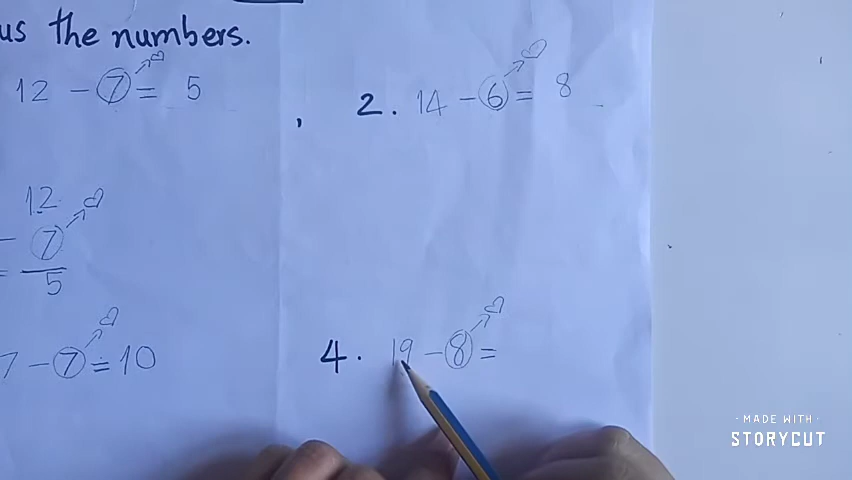 us the numbers.
12 - 7 = 5
2. 14 - 6 = 8
12
- 7
= 5
7 - 7 = 10
4. 19 - 8 =
MADE WITH
STORYCUT